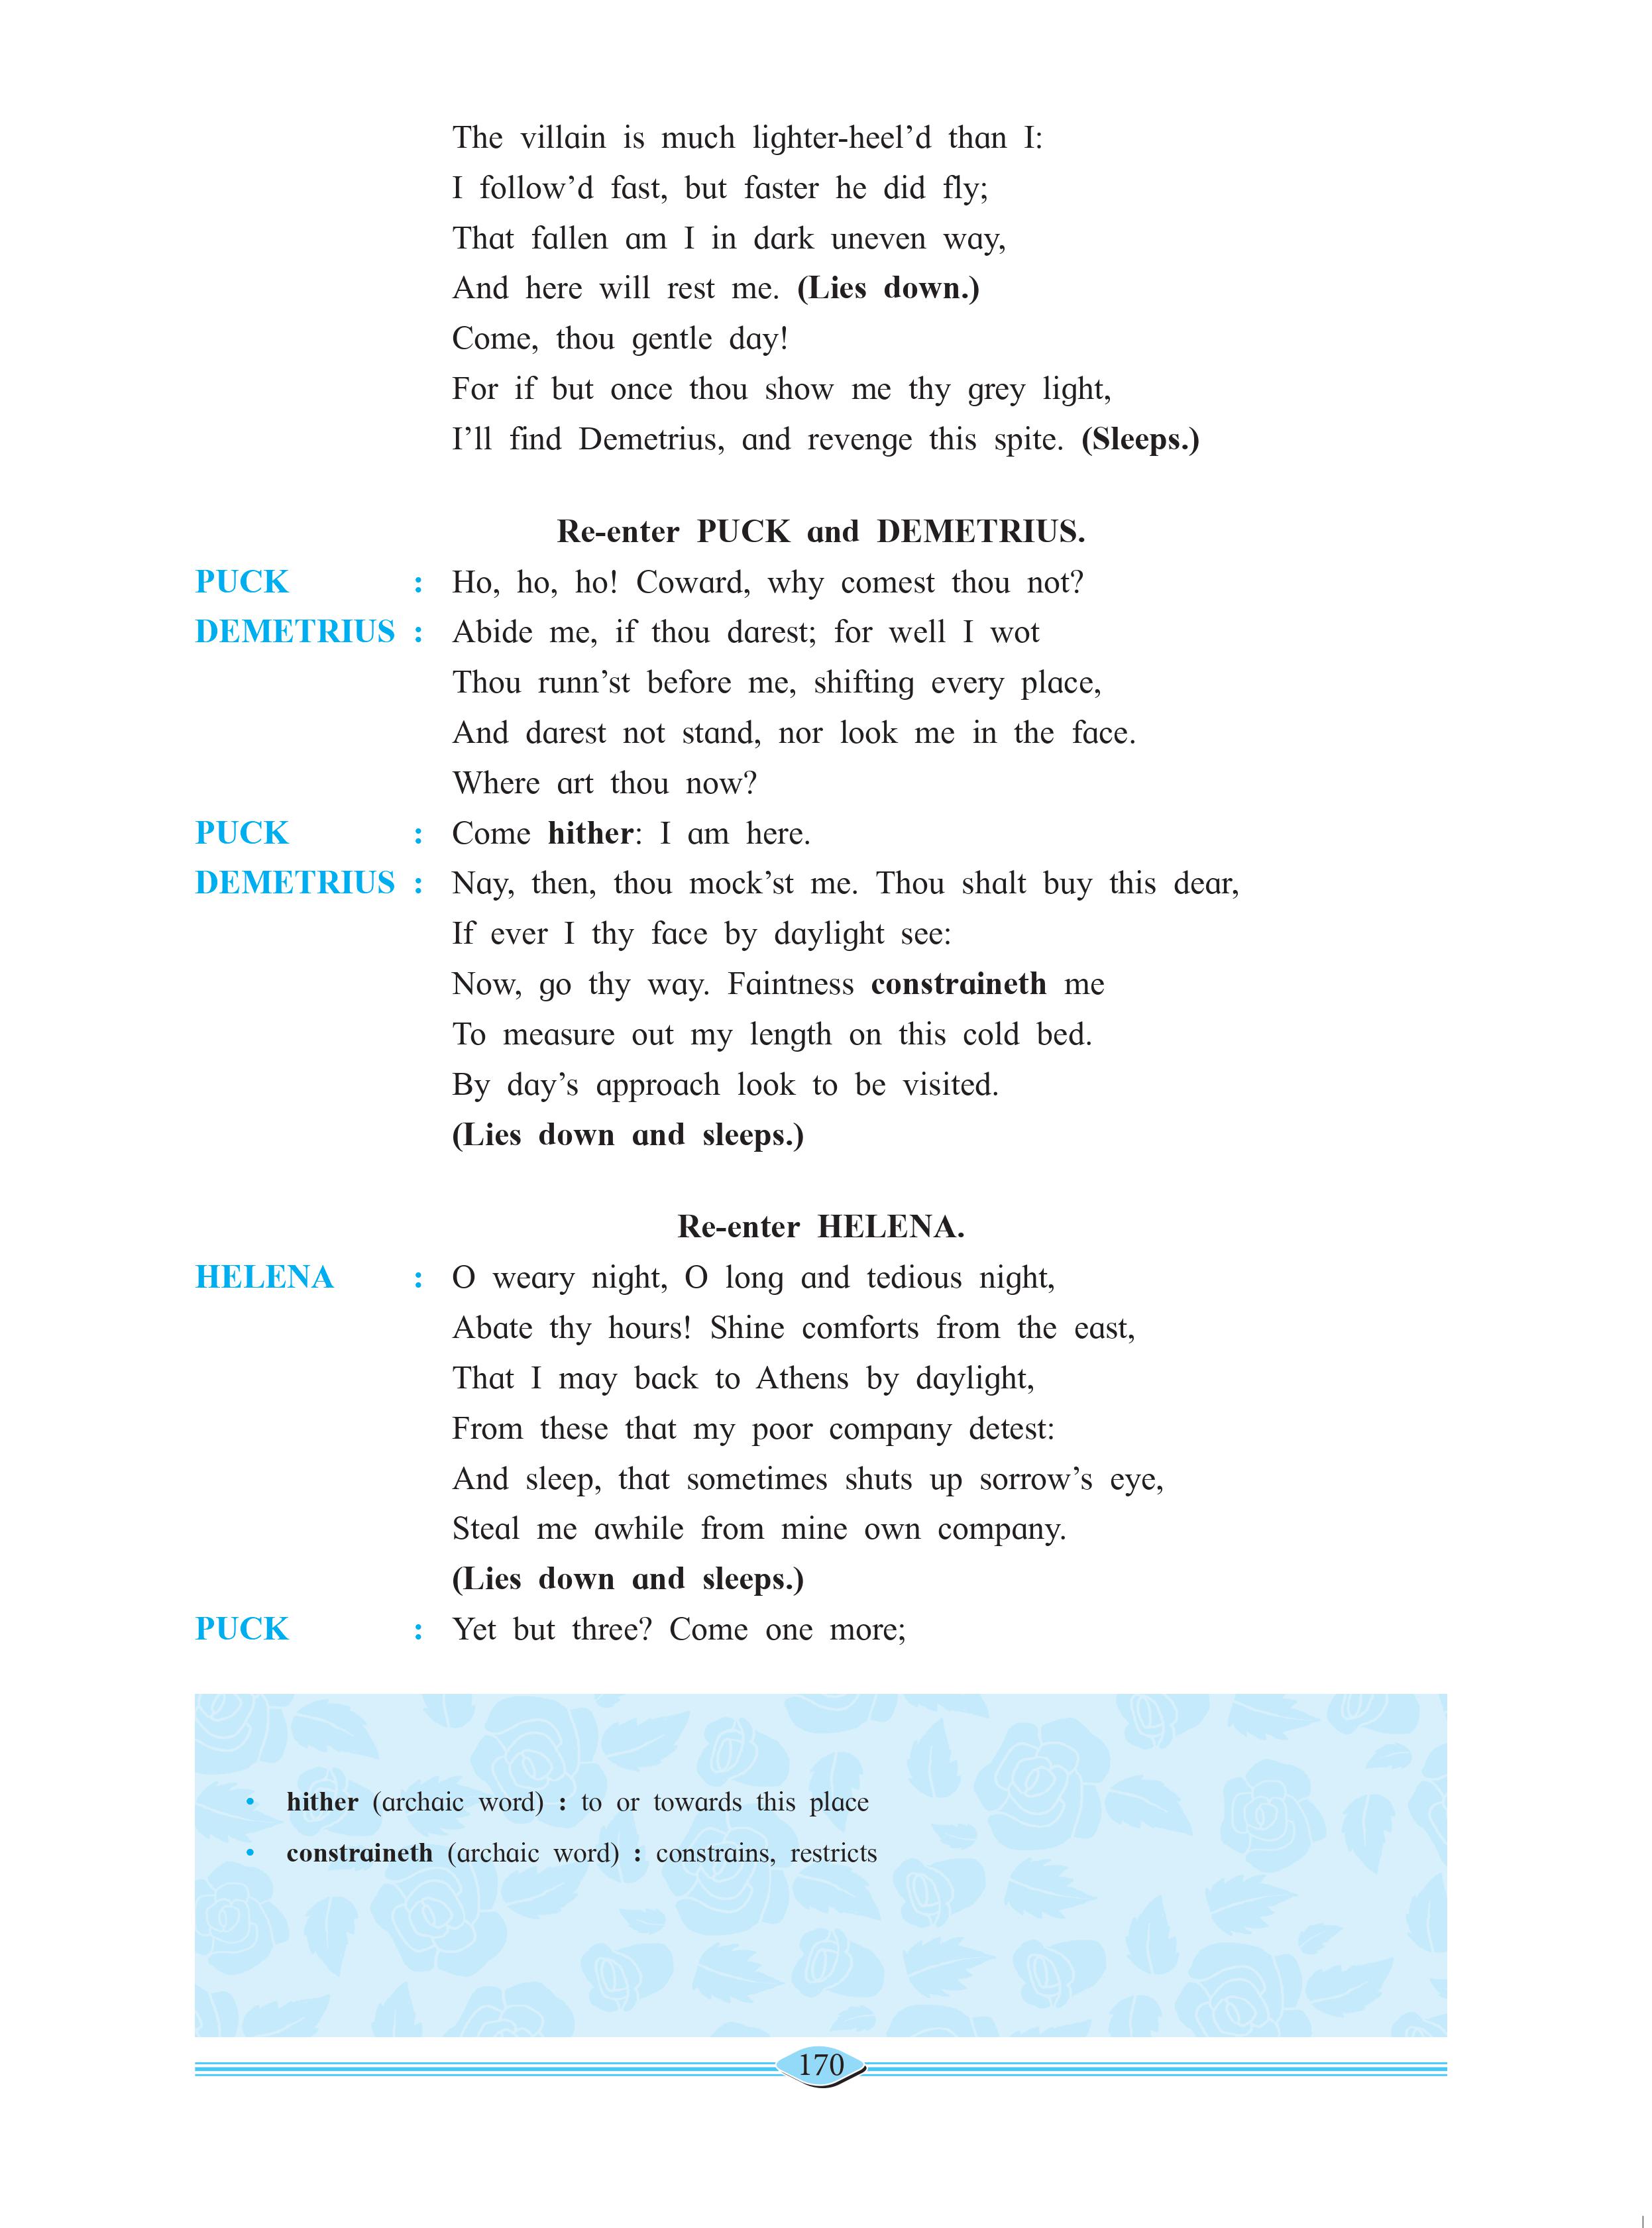 The villain is much lighter-heel’d than I:
I follow’d fast, but faster he did fly;
That fallen am I in dark uneven way,
And here will rest me. (Lies down.)
Come, thou gentle day!
For if but once thou show me thy grey light,
I’ll find Demetrius, and revenge this spite. (Sleeps.)
Re-enter PUCK and DEMETRIUS.
PUCK : Ho, ho, ho! Coward, why comest thou not?
DEMETRIUS : Abide me, if thou darest; for well I wot
Thou runn’st before me, shifting every place,
And darest not stand, nor look me in the face.
Where art thou now?
PUCK : Come hither: I am here.
DEMETRIUS : Nay, then, thou mock’st me. Thou shalt buy this dear,
If ever I thy face by daylight see:
Now, go thy way. Faintness constraineth me
To measure out my length on this cold bed.
By day’s approach look to be visited.
(Lies down and sleeps.)
Re-enter HELENA.
HELENA : O weary night, O long and tedious night,
Abate thy hours! Shine comforts from the east,
That I may back to Athens by daylight,
From these that my poor company detest:
And sleep, that sometimes shuts up sorrow’s eye,
Steal me awhile from mine own company.
(Lies down and sleeps.)
PUCK : Yet but three? Come one more;
• hither (archaic word) : to or towards this place
• constraineth (archaic word) : constrains, restricts
170